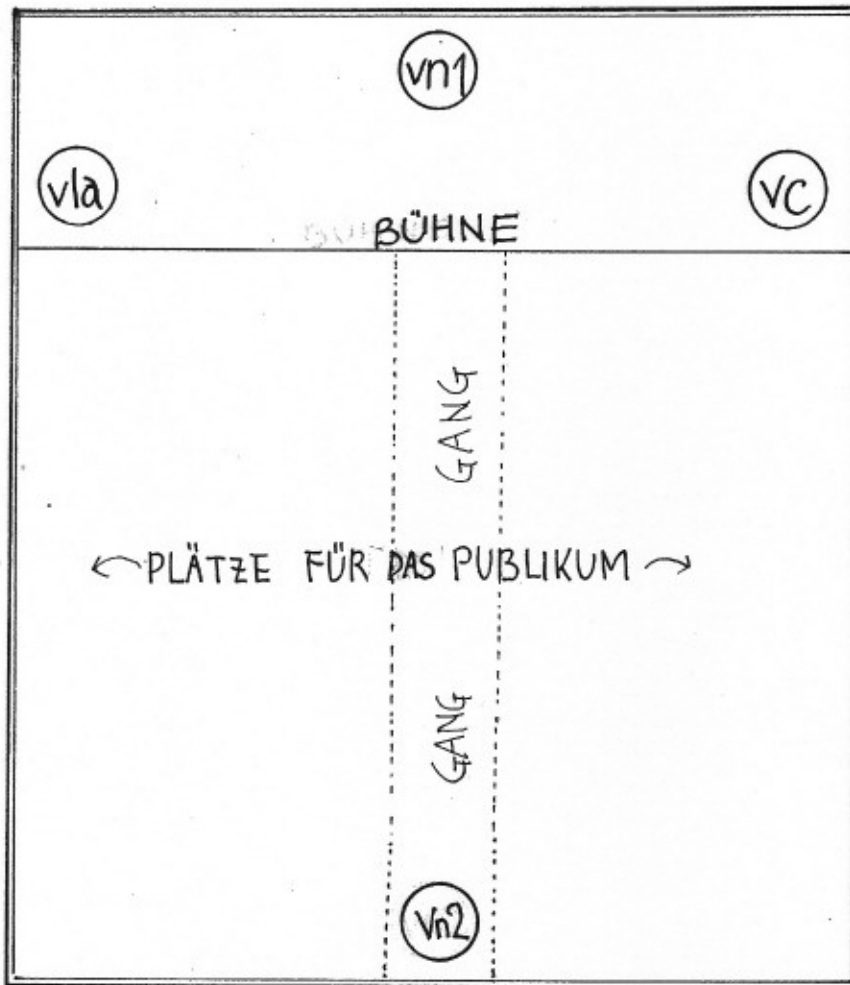 vn1
vla
vc
BÜHNE
GANG
PLÄTZE FÜR DAS PUBLIKUM
GANG
Vn2